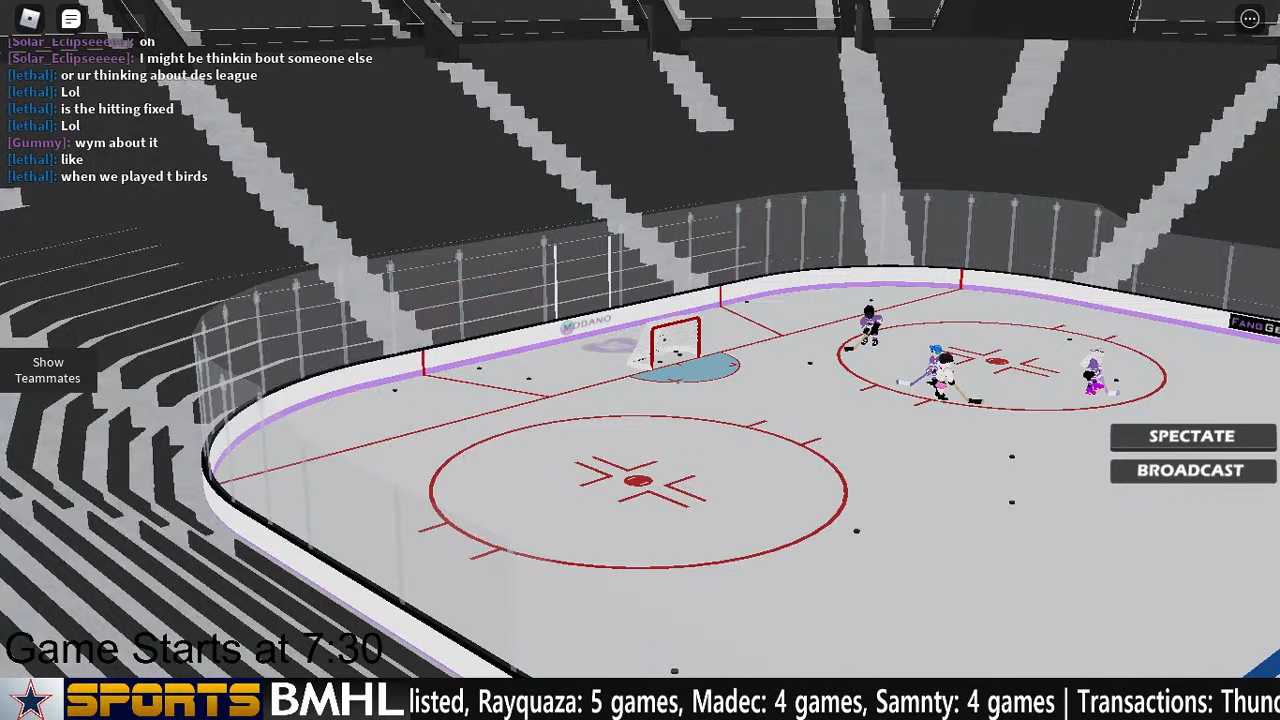 [Solar_Eclipseeeee]: oh
[Solar_Eclipseeeee]: I might be thinkin bout someone else
[lethal]: or ur thinking about des league
[lethal]: Lol
[lethal]: is the hitting fixed
[lethal]: Lol
[Gummy]: wym about it
[lethal]: like
[lethal]: when we played t birds
MODANO
FANG
Show
Teammates
SPECTATE
BROADCAST
Game Starts at 7:30
SPORTS BMHL listed, Rayquaza: 5 games, Madec: 4 games, Samnty: 4 games | Transactions: Thund